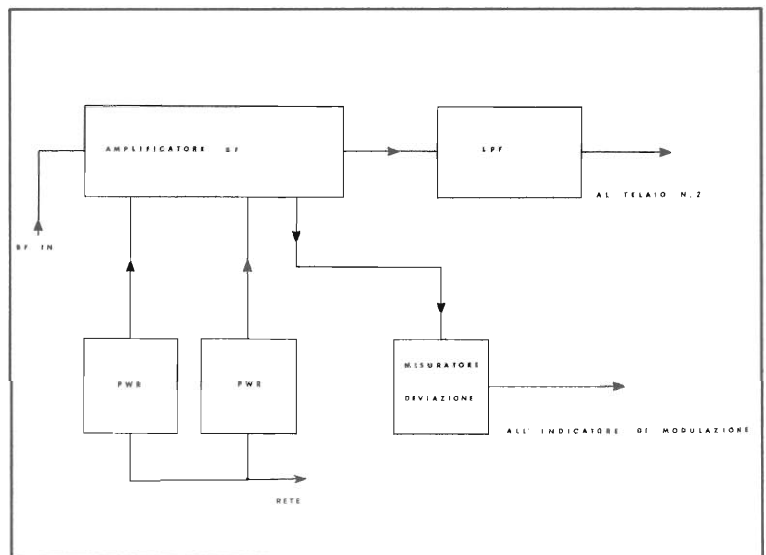 AMPLIFICATORE BF
LPF
AL TELAIO N.2
BF IN
PWR
PWR
MISURATORE
DEVIAZIONE
ALL'INDICATORE DI MODULAZIONE
RETE